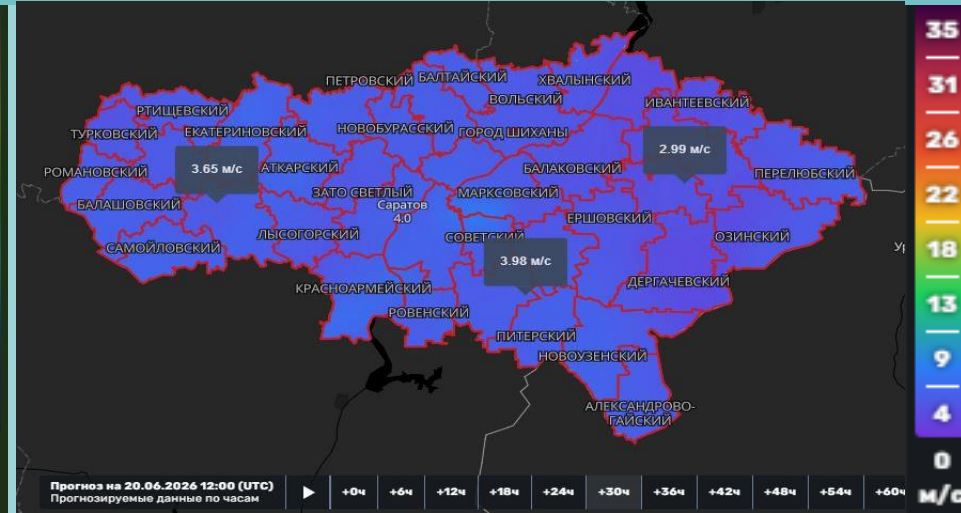 ПЕТРОВСКИЙ
БАЛТАЙСКИЙ
ХВАЛЫНСКИЙ
ВОЛЬСКИЙ
ИВАНТЕЕВСКИЙ
РТИЩЕВСКИЙ
ТУРКОВСКИЙ
ЕКАТЕРИНОВСКИЙ
НОВОБУРАССКИЙ
ГОРОД ШИХАНЫ
2.99 м/с
3.65 м/с
РОМАНОВСКИЙ
АТКАРСКИЙ
БАЛАКОВСКИЙ
ПЕРЕЛЮБСКИЙ
ЗАТО СВЕТЛЫЙ
МАРКСОВСКИЙ
БАЛАШОВСКИЙ
Саратов
4.0
ЕРШОВСКИЙ
ЛЫСОГОРСКИЙ
СОВЕТСКИЙ
ОЗИНСКИЙ
САМОЙЛОВСКИЙ
3.98 м/с
КРАСНОАРМЕЙСКИЙ
ДЕРГАЧЕВСКИЙ
РОВЕНСКИЙ
ПИТЕРСКИЙ
НОВОУЗЕНСКИЙ
АЛЕКСАНДРОВО-
ГАЙСКИЙ
35
31
26
22
18
13
9
4
0
м/с
Прогноз на 20.06.2026 12:00 (UTC)
Прогнозируемые данные по часам
+0ч +6ч +12ч +18ч +24ч +30ч +36ч +42ч +48ч +54ч +60ч